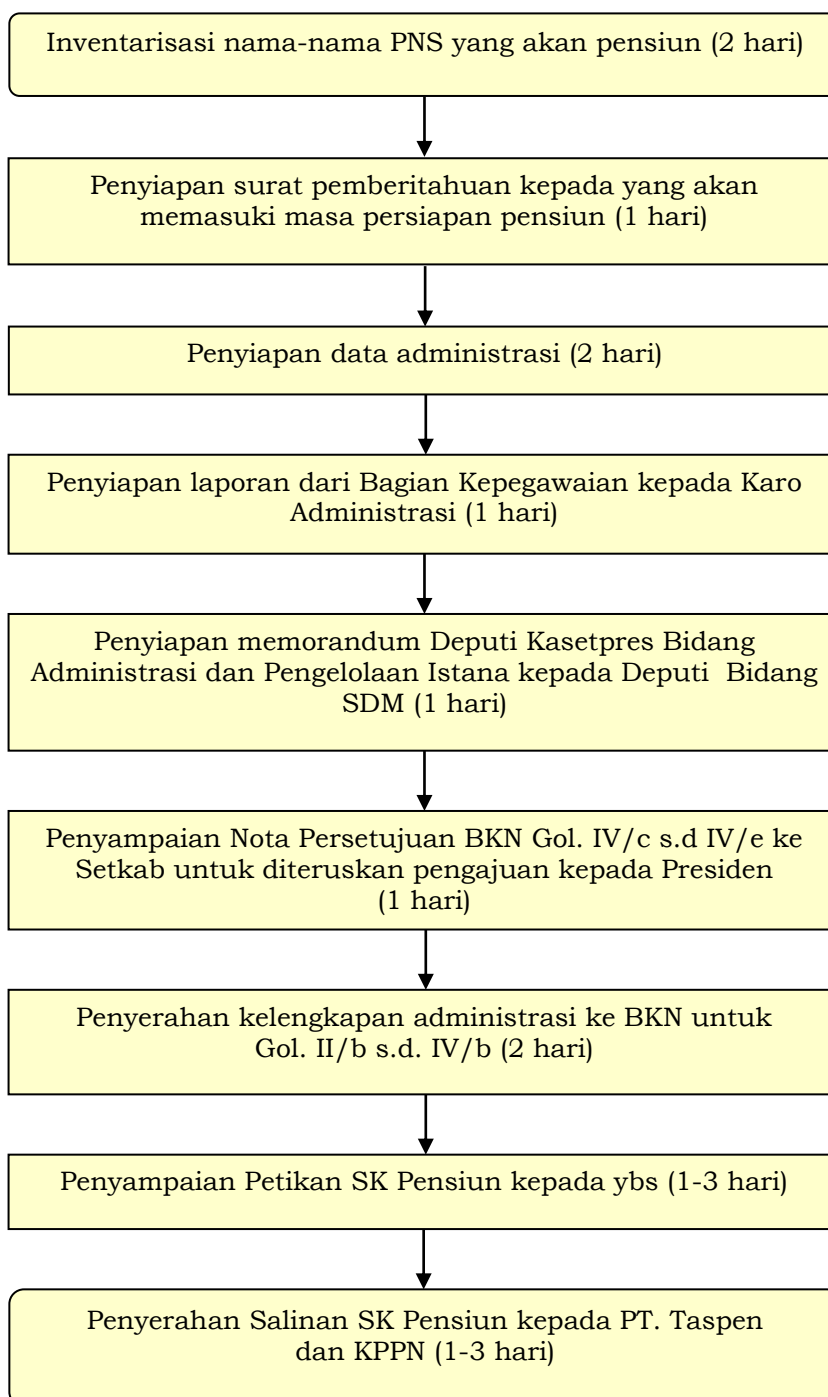 Inventarisasi nama-nama PNS yang akan pensiun (2 hari)
Penyiapan surat pemberitahuan kepada yang akan
memasuki masa persiapan pensiun (1 hari)
Penyiapan data administrasi (2 hari)
Penyiapan laporan dari Bagian Kepegawaian kepada Karo
Administrasi (1 hari)
Penyiapan memorandum Deputi Kasetpres Bidang
Administrasi dan Pengelolaan Istana kepada Deputi Bidang
SDM (1 hari)
Penyampaian Nota Persetujuan BKN Gol. IV/c s.d IV/e ke
Setkab untuk diteruskan pengajuan kepada Presiden
(1 hari)
Penyerahan kelengkapan administrasi ke BKN untuk
Gol. II/b s.d. IV/b (2 hari)
Penyampaian Petikan SK Pensiun kepada ybs (1-3 hari)
Penyerahan Salinan SK Pensiun kepada PT. Taspen
dan KPPN (1-3 hari)